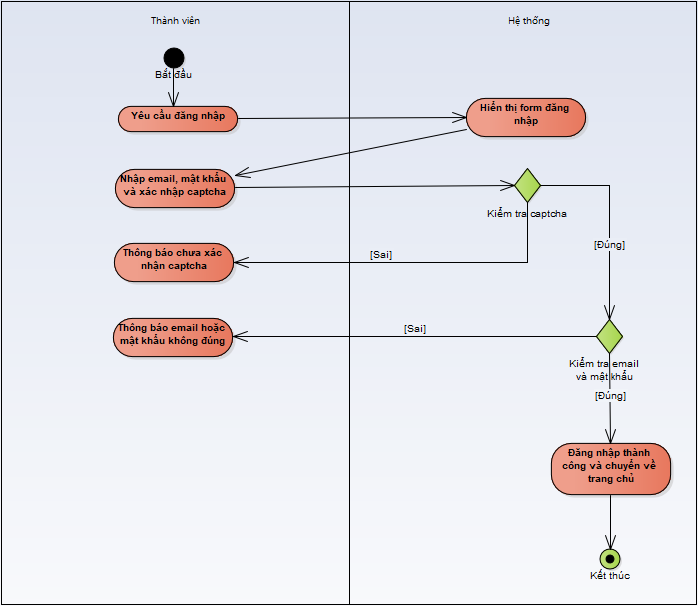 Thành viên
Hệ thống
Bắt đầu
Yêu cầu đăng nhập
Hiển thị form đăng
nhập
Nhập email, mật khẩu
và xác nhập captcha
Kiểm tra captcha
[Đúng]
[Sai]
Thông báo chưa xác
nhận captcha
[Sai]
Thông báo email hoặc
mật khẩu không đúng
Kiểm tra email
và mật khẩu
[Đúng]
Đăng nhập thành
công và chuyển về
trang chủ
Kết thúc